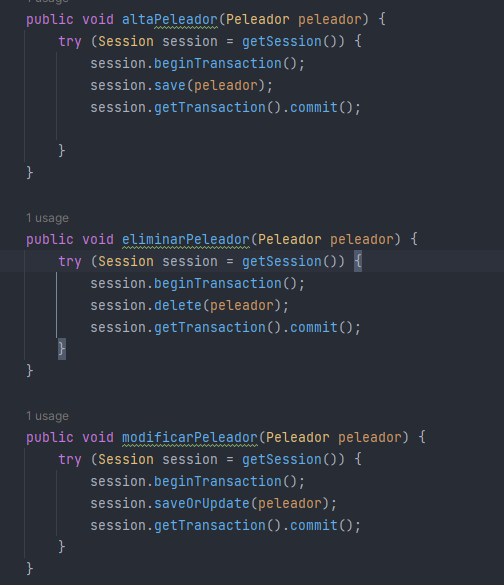 1 usage
public void altaPeleador(Peleador peleador) {
    try (Session session = getSession()) {
        session.beginTransaction();
        session.save(peleador);
        session.getTransaction().commit();

    }
}

1 usage
public void eliminarPeleador(Peleador peleador) {
    try (Session session = getSession()) {
        session.beginTransaction();
        session.delete(peleador);
        session.getTransaction().commit();
    }
}

1 usage
public void modificarPeleador(Peleador peleador) {
    try (Session session = getSession()) {
        session.beginTransaction();
        session.saveOrUpdate(peleador);
        session.getTransaction().commit();
    }
}